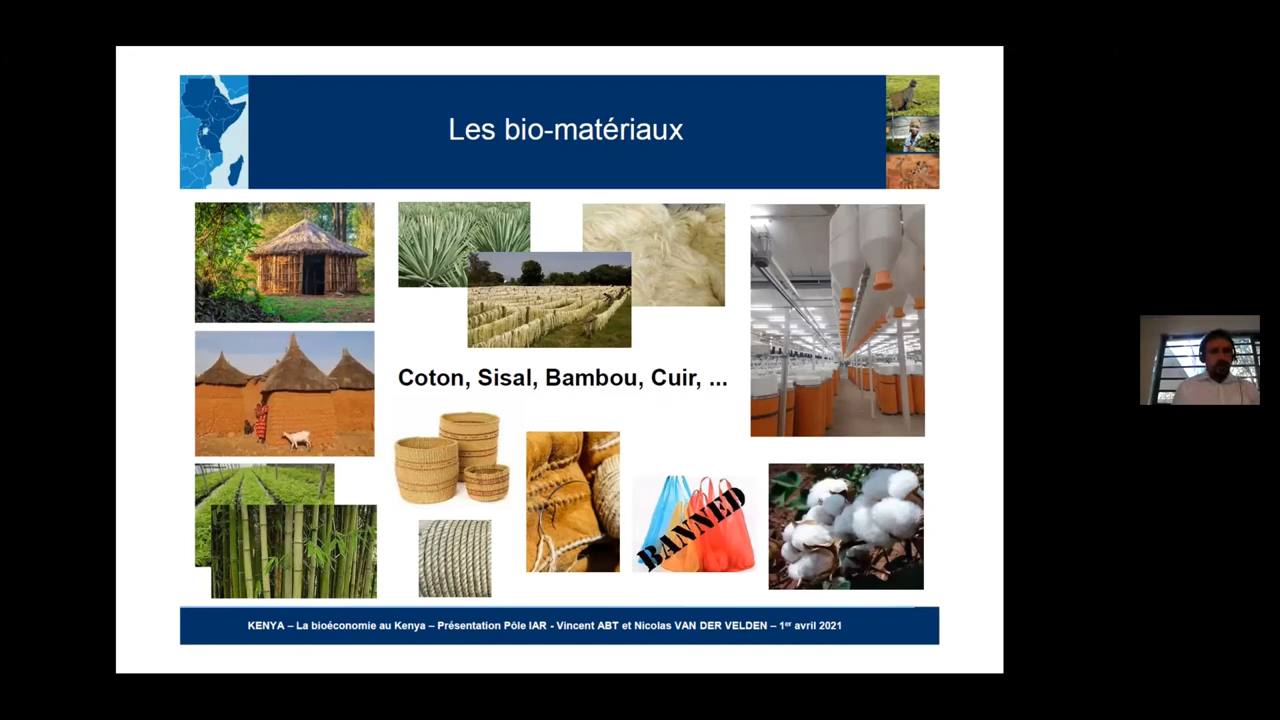 Les bio-matériaux
Coton, Sisal, Bambou, Cuir, ...
BANNED
KENYA – La bioéconomie au Kenya – Présentation Pôle IAR - Vincent ABT et Nicolas VAN DER VELDEN – 1er avril 2021